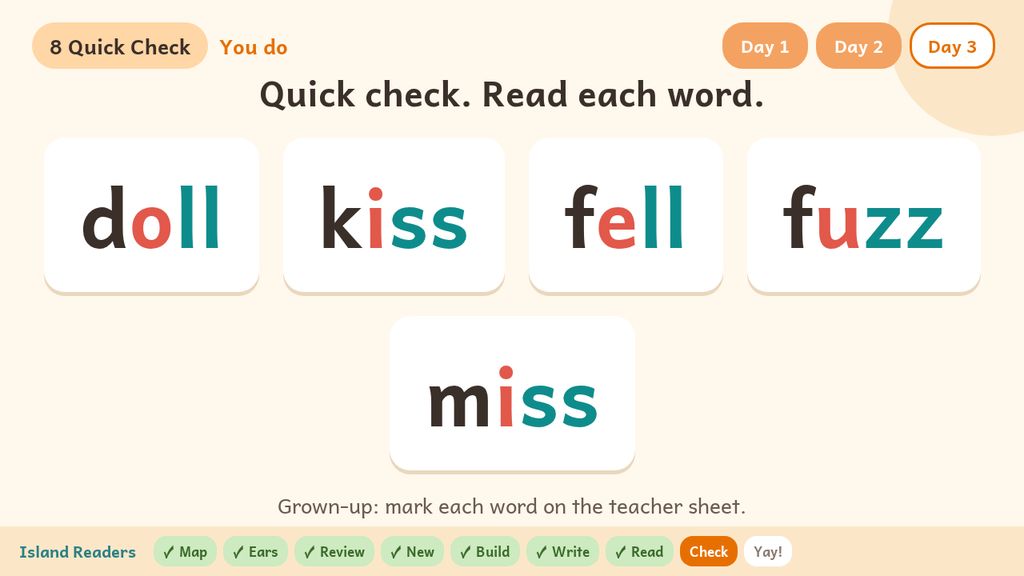 8 Quick Check You do Day 1 Day 2 Day 3
Quick check. Read each word.
doll kiss fell fuzz
miss
Grown-up: mark each word on the teacher sheet.
Island Readers ✓ Map ✓ Ears ✓ Review ✓ New ✓ Build ✓ Write ✓ Read Check Yay!